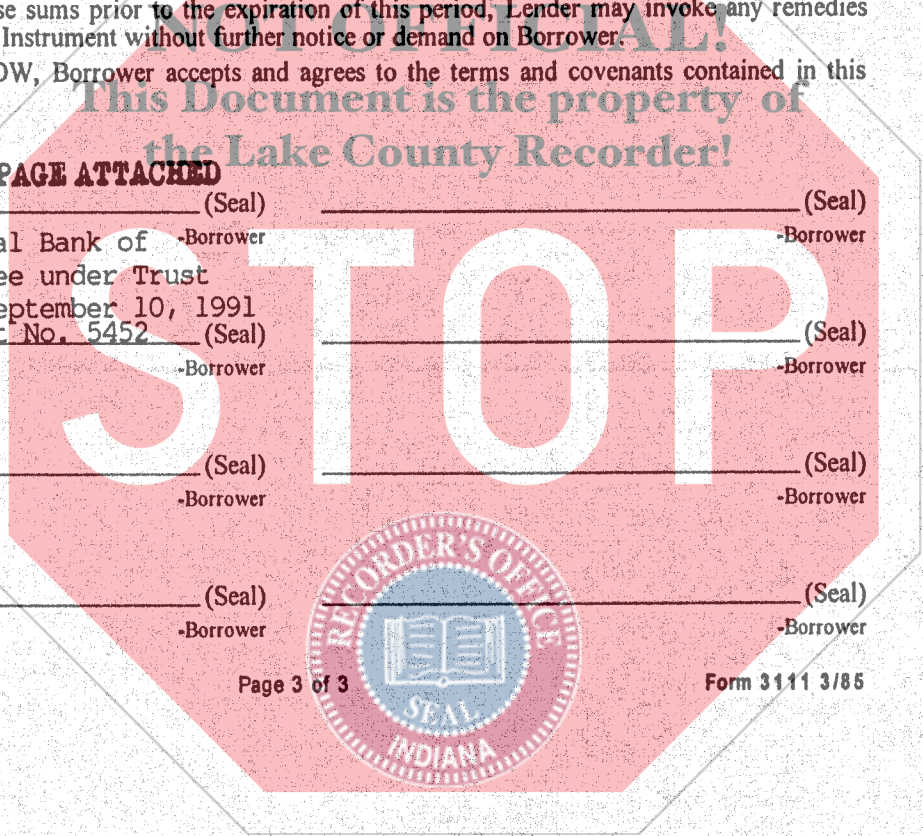 se sums prior to the expiration of this period, Lender may invoke any remedies
NOT OFFICIAL!
Instrument without further notice or demand on Borrower.
OW, Borrower accepts and agrees to the terms and covenants contained in this
This Document is the property of
the Lake County Recorder!
PAGE ATTACHED
(Seal) (Seal)
al Bank of -Borrower -Borrower
ee under Trust
eptember 10, 1991
t No. 5452 (Seal) (Seal)
-Borrower -Borrower
STOP
(Seal) (Seal)
-Borrower -Borrower
RECORDER'S OFFICE
(Seal) (Seal)
-Borrower -Borrower
Page 3 of 3 Form 3111 3/85
SEAL
INDIANA